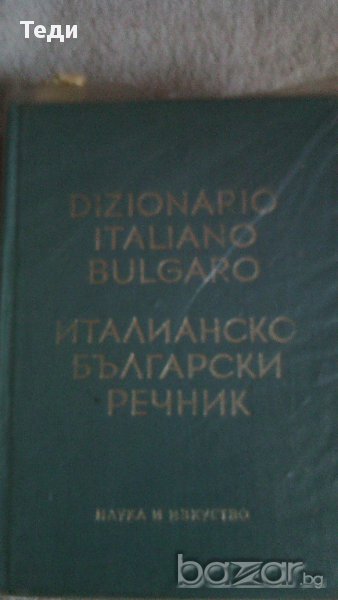 Теди
DIZIONARIO
ITALIANO
BULGARO
ИТАЛИАНСКО
БЪЛГАРСКИ
РЕЧНИК
НАУКА И ИЗКУСТВО
bazar.bg